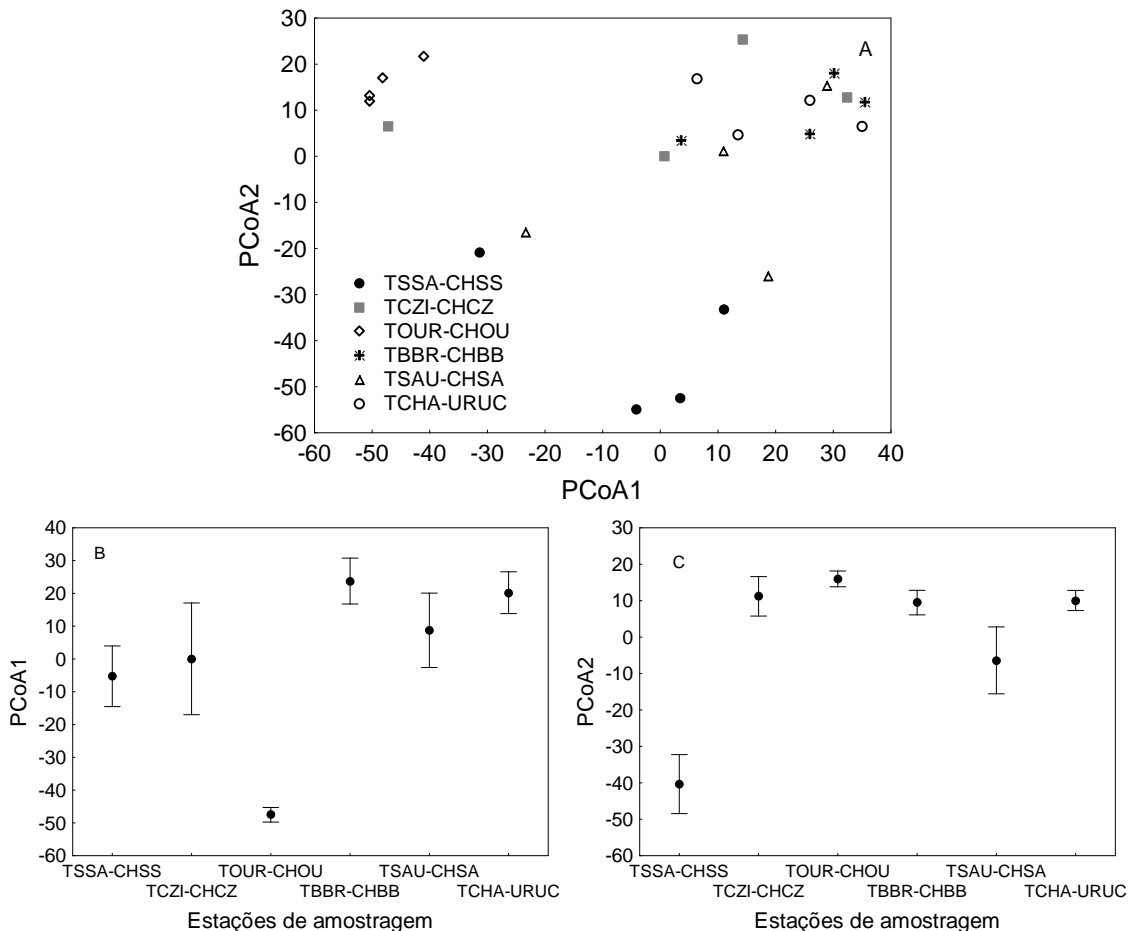 30
20
10
0
-10
-20
-30
-40
-50
-60
PCoA2
A
TSSA-CHSS
TCZI-CHCZ
TOUR-CHOU
TBBR-CHBB
TSAU-CHSA
TCHA-URUC
-60 -50 -40 -30 -20 -10 0 10 20 30 40
PCoA1
40
30
20
10
0
-10
-20
-30
-40
-50
-60
PCoA1
B
TSSA-CHSS TOUR-CHOU TSAU-CHSA
TCZI-CHCZ TBBR-CHBB TCHA-URUC
Estações de amostragem
30
20
10
0
-10
-20
-30
-40
-50
-60
PCoA2
C
TSSA-CHSS TOUR-CHOU TSAU-CHSA
TCZI-CHCZ TBBR-CHBB TCHA-URUC
Estações de amostragem